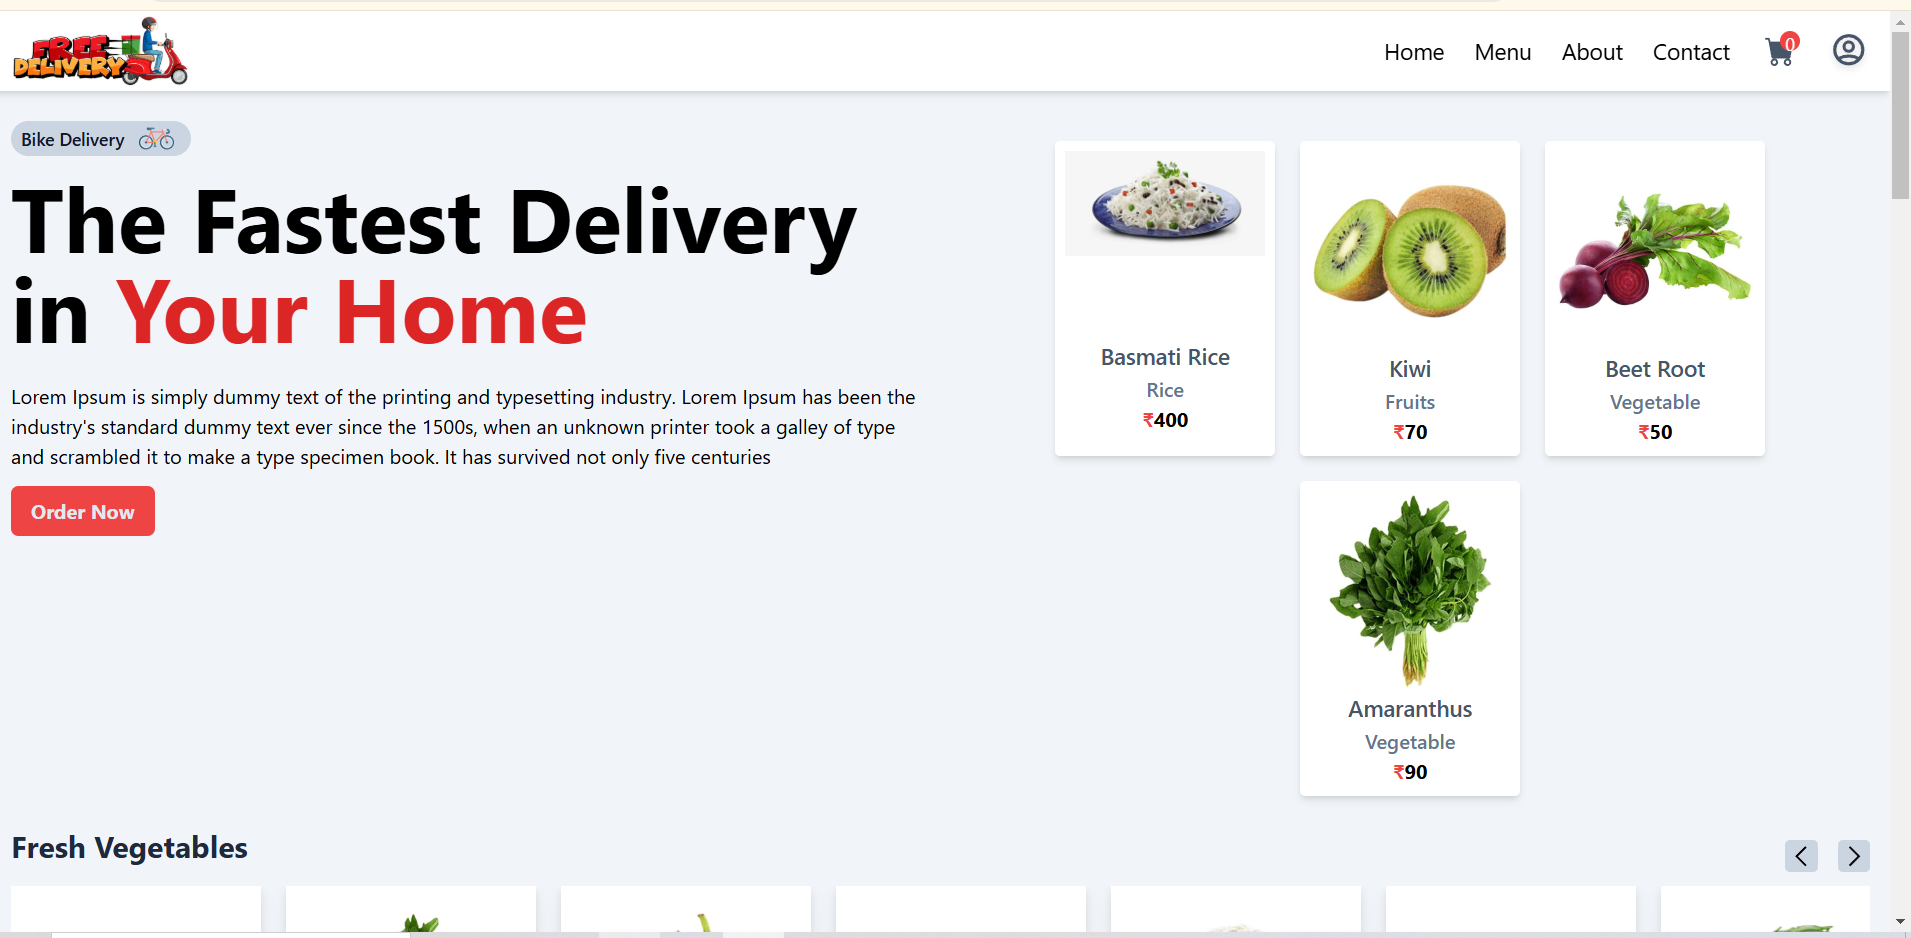 FREE
DELIVERY
Home Menu About Contact 0
Bike Delivery
The Fastest Delivery
in Your Home
Lorem Ipsum is simply dummy text of the printing and typesetting industry. Lorem Ipsum has been the
industry's standard dummy text ever since the 1500s, when an unknown printer took a galley of type
and scrambled it to make a type specimen book. It has survived not only five centuries
Order Now
Basmati Rice
Rice
₹400
Kiwi
Fruits
₹70
Beet Root
Vegetable
₹50
Amaranthus
Vegetable
₹90
Fresh Vegetables